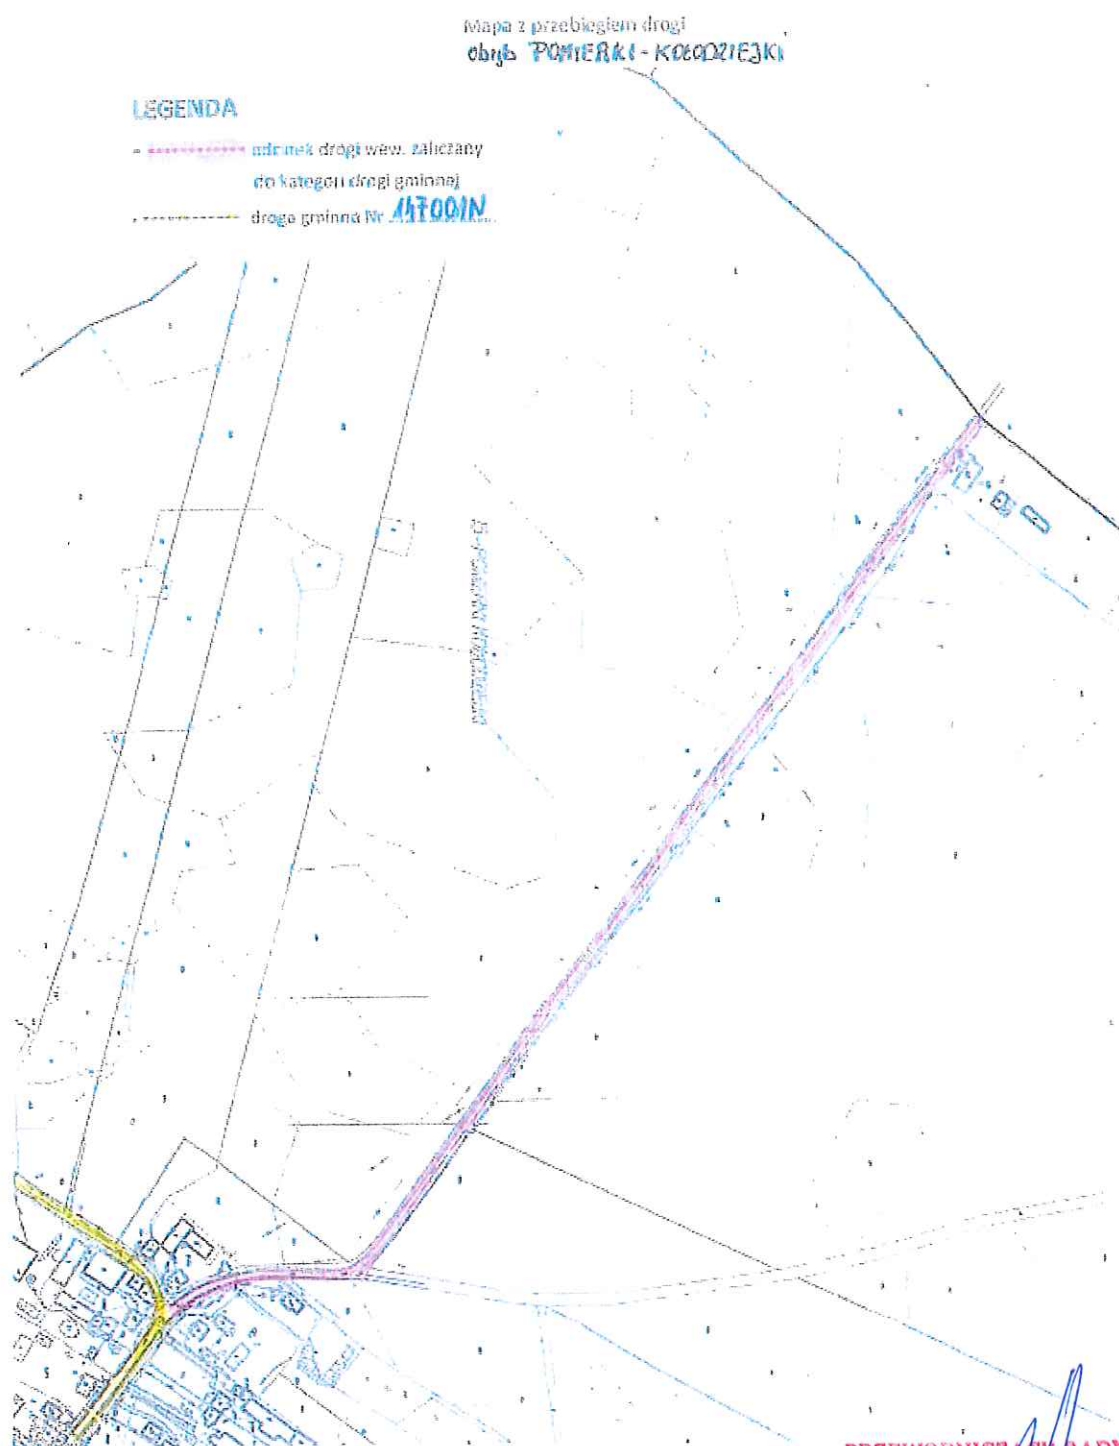 Mapa z przebiegiem drogi
obręb POMIERKI - KOŁODZIEJKI
LEGENDA
odcinek drogi wew. zaliczany
do kategorii drogi gminnej
droga gminna Nr 147001N